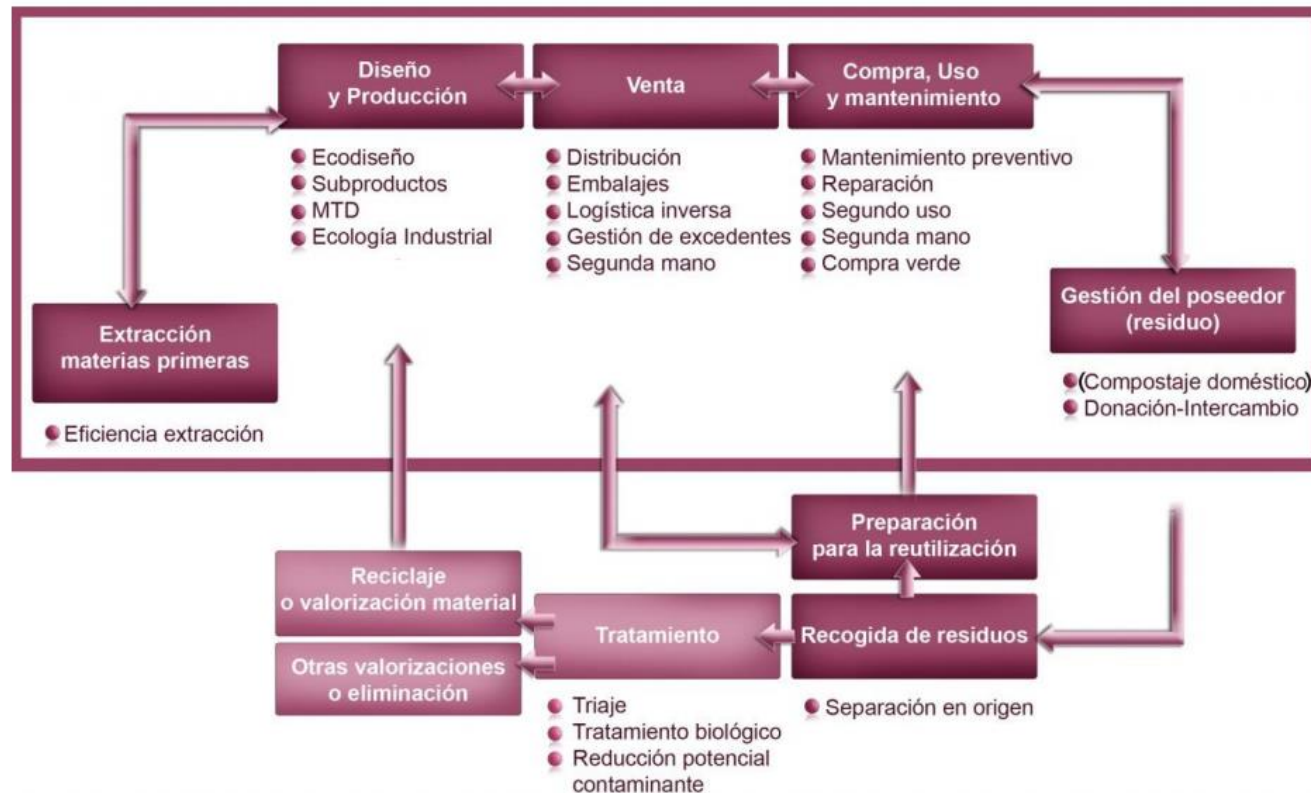 Diseño
y Producción
Venta
Compra, Uso
y mantenimiento
Ecodiseño
Subproductos
MTD
Ecología Industrial
Distribución
Embalajes
Logística inversa
Gestión de excedentes
Segunda mano
Mantenimiento preventivo
Reparación
Segundo uso
Segunda mano
Compra verde
Extracción
materias primeras
Eficiencia extracción
Gestión del poseedor
(residuo)
(Compostaje doméstico)
Donación-Intercambio
Preparación
para la reutilización
Reciclaje
o valorización material
Otras valorizaciones
o eliminación
Tratamiento
Recogida de residuos
Triaje
Tratamiento biológico
Reducción potencial
contaminante
Separación en origen